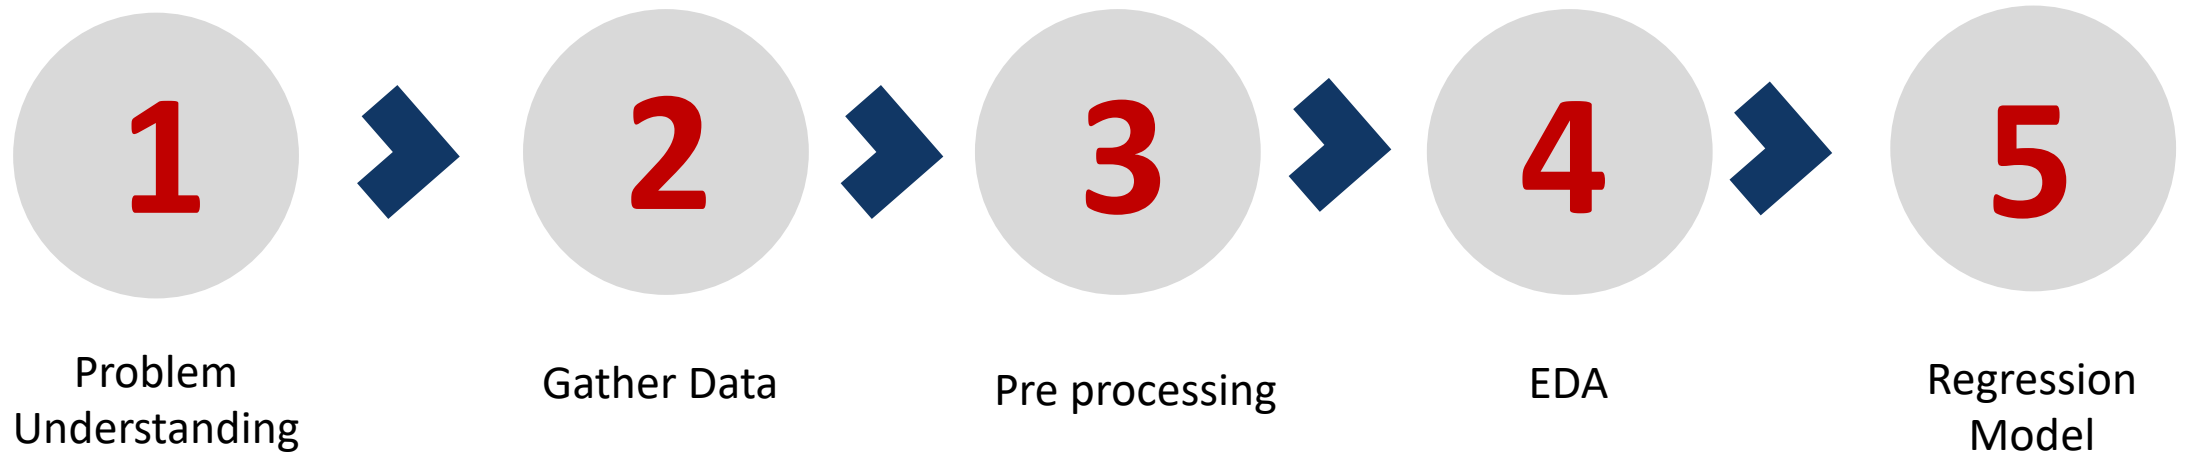 1
2
3
4
5
Problem
Understanding
Gather Data
Pre processing
EDA
Regression
Model